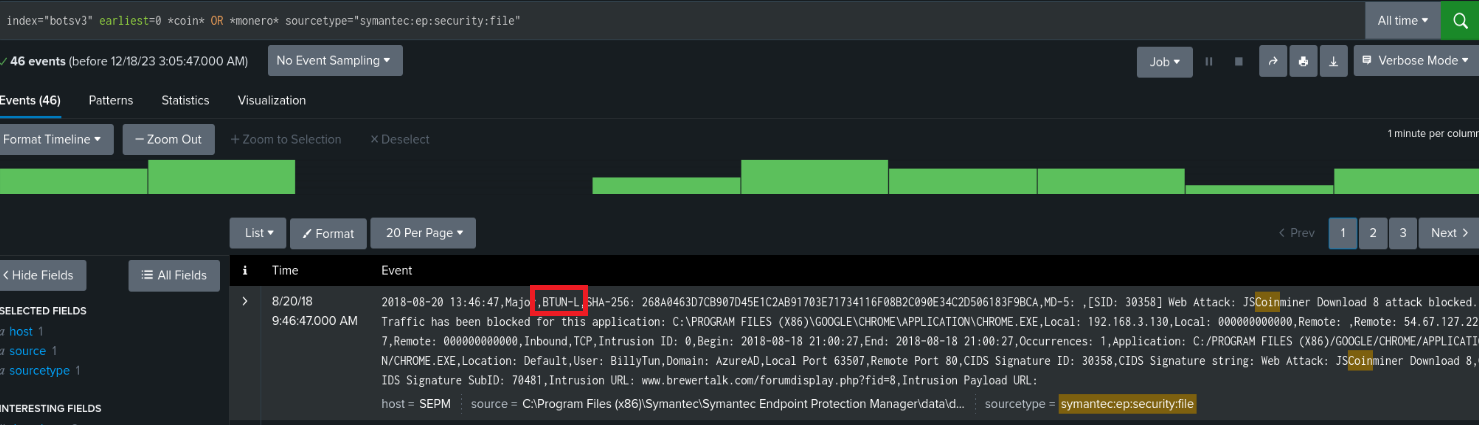 index="botsv3" earliest=0 *coin* OR *monero* sourcetype="symantec:ep:security:file"
All time
✓ 46 events (before 12/18/23 3:05:47.000 AM)
No Event Sampling
Job
Verbose Mode
Events (46)
Patterns
Statistics
Visualization
Format Timeline
— Zoom Out
+ Zoom to Selection
× Deselect
1 minute per column
List
Format
20 Per Page
< Prev
1
2
3
Next >
< Hide Fields
All Fields
i
Time
Event
SELECTED FIELDS
a host 1
a source 1
a sourcetype 1
INTERESTING FIELDS
>
8/20/18
9:46:47.000 AM
2018-08-20 13:46:47,Major,BTUN-L,SHA-256: 268A0463D7CB907D45E1C2AB91703E71734116F08B2C090E34C2D506183F9BCA,MD-5: ,[SID: 30358] Web Attack: JSCoinminer Download 8 attack blocked.
Traffic has been blocked for this application: C:\PROGRAM FILES (X86)\GOOGLE\CHROME\APPLICATION\CHROME.EXE,Local: 192.168.3.130,Local: 000000000000,Remote: ,Remote: 54.67.127.22
7,Remote: 000000000000,Inbound,TCP,Intrusion ID: 0,Begin: 2018-08-18 21:00:27,End: 2018-08-18 21:00:27,Occurrences: 1,Application: C:/PROGRAM FILES (X86)/GOOGLE/CHROME/APPLICATIO
N/CHROME.EXE,Location: Default,User: BillyTun,Domain: AzureAD,Local Port 63507,Remote Port 80,CIDS Signature ID: 30358,CIDS Signature string: Web Attack: JSCoinminer Download 8,C
IDS Signature SubID: 70481,Intrusion URL: www.brewertalk.com/forumdisplay.php?fid=8,Intrusion Payload URL:
host = SEPM
source = C:\Program Files (x86)\Symantec\Symantec Endpoint Protection Manager\data\d...
sourcetype = symantec:ep:security:file